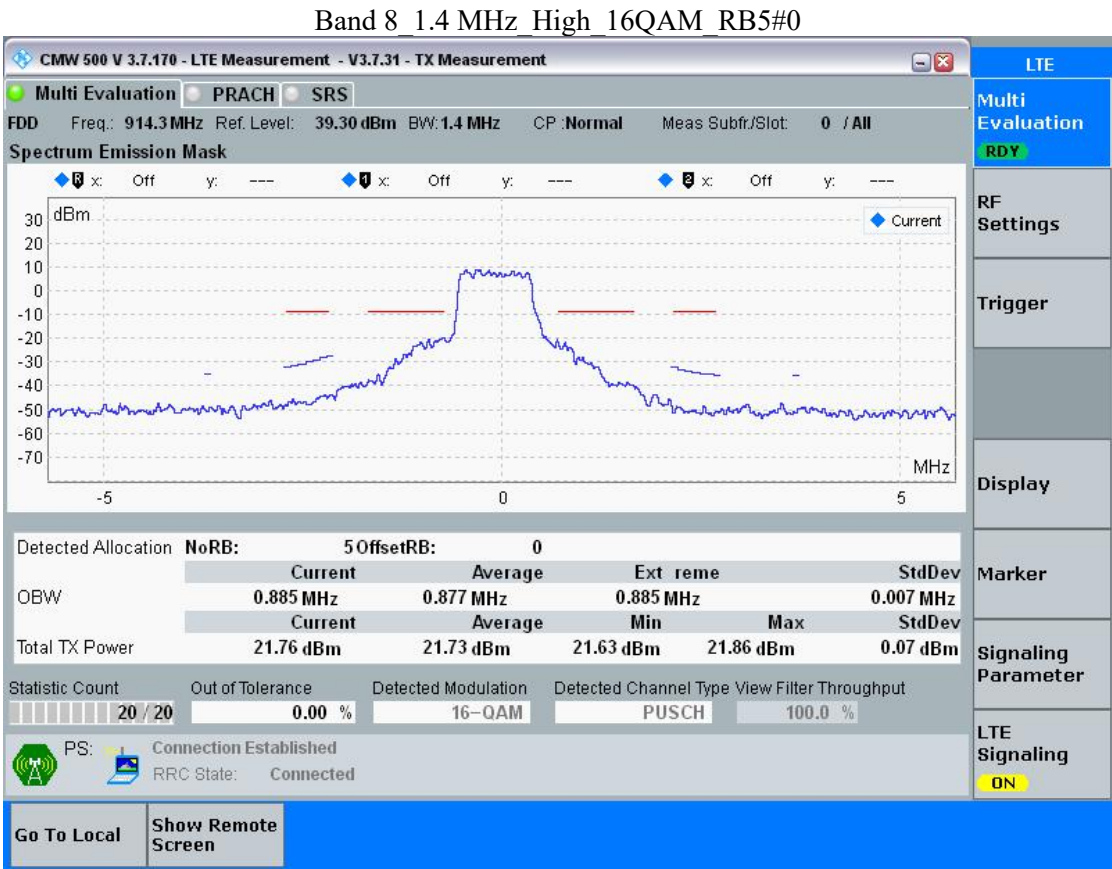 Band 8_1.4 MHz_High_16QAM_RB5#0
CMW 500 V 3.7.170 - LTE Measurement - V3.7.31 - TX Measurement
LTE
Multi Evaluation PRACH SRS
Multi Evaluation
RDY
FDD Freq.: 914.3 MHz Ref. Level: 39.30 dBm BW: 1.4 MHz CP :Normal Meas Subfr./Slot: 0 / All
Spectrum Emission Mask
R x: Off y: --- 1 x: Off y: --- 2 x: Off y: ---
RF Settings
30 dBm
Current
20
10
0
-10
-20
-30
-40
-50
-60
-70
MHz
-5 0 5
Trigger
Display
Detected Allocation NoRB: 5 OffsetRB: 0
Current Average Ext reme StdDev
OBW 0.885 MHz 0.877 MHz 0.885 MHz 0.007 MHz
Current Average Min Max StdDev
Total TX Power 21.76 dBm 21.73 dBm 21.63 dBm 21.86 dBm 0.07 dBm
Marker
Signaling Parameter
Statistic Count Out of Tolerance Detected Modulation Detected Channel Type View Filter Throughput
20 / 20 0.00 % 16-QAM PUSCH 100.0 %
PS: Connection Established
RRC State: Connected
LTE Signaling
ON
Go To Local
Show Remote Screen